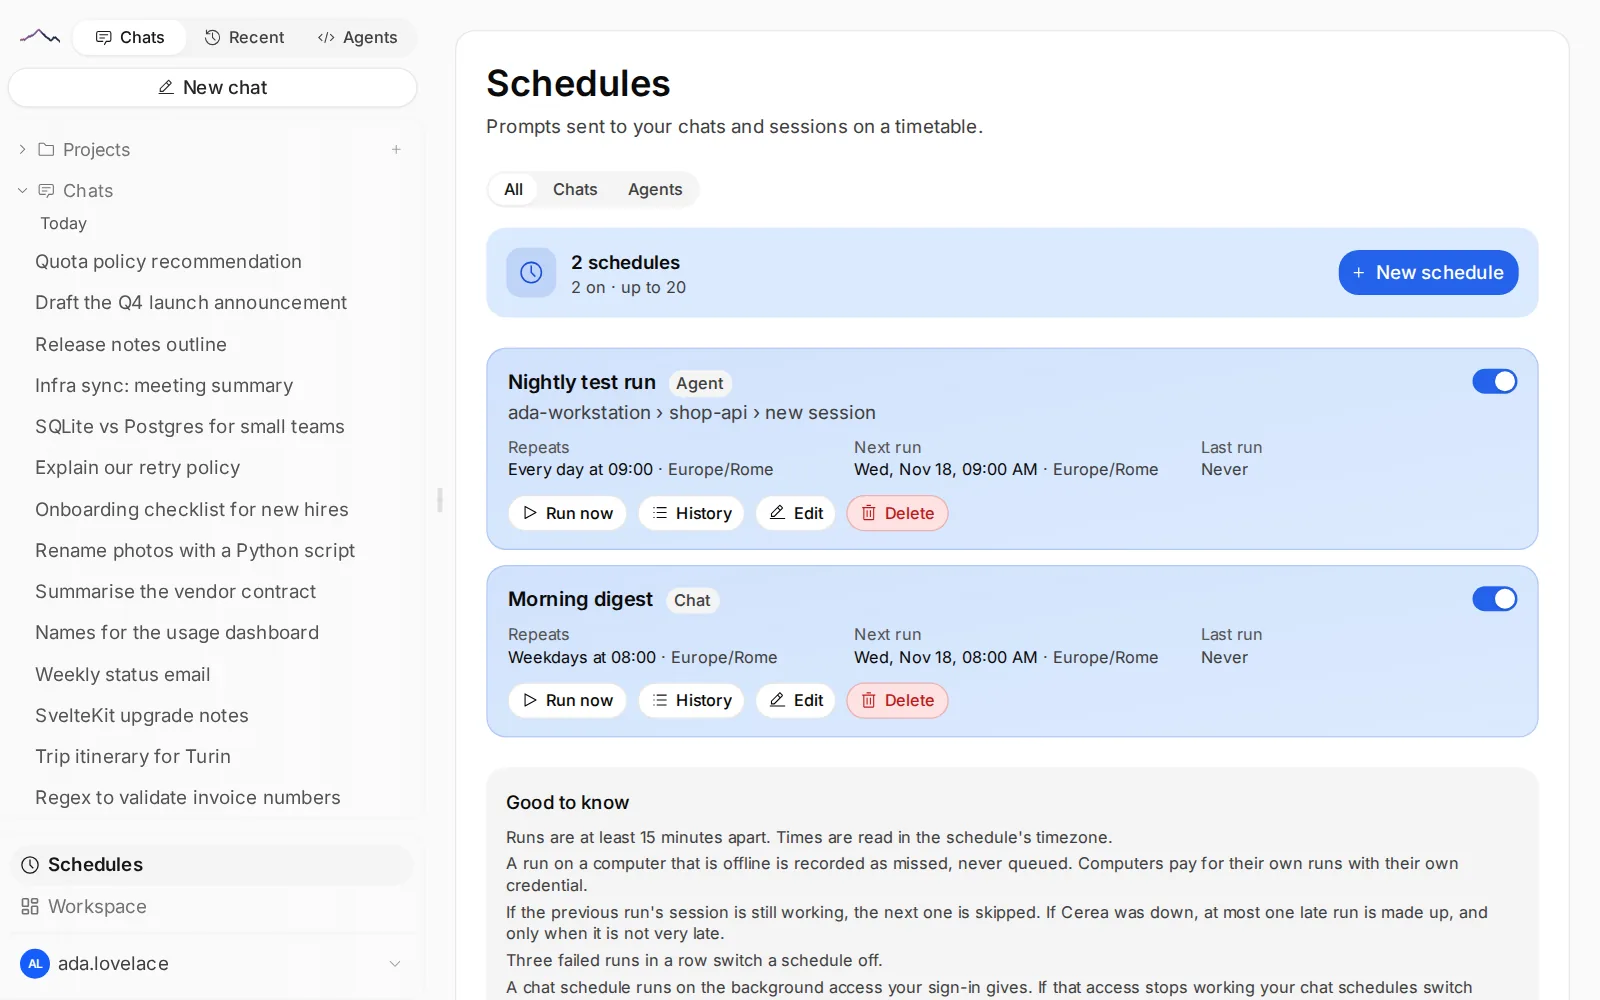 Chats
Recent
Agents
New chat
Projects
Chats
Today
Quota policy recommendation
Draft the Q4 launch announcement
Release notes outline
Infra sync: meeting summary
SQLite vs Postgres for small teams
Explain our retry policy
Onboarding checklist for new hires
Rename photos with a Python script
Summarise the vendor contract
Names for the usage dashboard
Weekly status email
SvelteKit upgrade notes
Trip itinerary for Turin
Regex to validate invoice numbers
Schedules
Workspace
AL ada.lovelace
Schedules
Prompts sent to your chats and sessions on a timetable.
All Chats Agents
2 schedules
2 on · up to 20
+ New schedule
Nightly test run Agent
ada-workstation › shop-api › new session
Repeats Next run Last run
Every day at 09:00 · Europe/Rome Wed, Nov 18, 09:00 AM · Europe/Rome Never
Run now History Edit Delete
Morning digest Chat
Repeats Next run Last run
Weekdays at 08:00 · Europe/Rome Wed, Nov 18, 08:00 AM · Europe/Rome Never
Run now History Edit Delete
Good to know
Runs are at least 15 minutes apart. Times are read in the schedule's timezone.
A run on a computer that is offline is recorded as missed, never queued. Computers pay for their own runs with their own
credential.
If the previous run's session is still working, the next one is skipped. If Cerea was down, at most one late run is made up, and
only when it is not very late.
Three failed runs in a row switch a schedule off.
A chat schedule runs on the background access your sign-in gives. If that access stops working your chat schedules switch